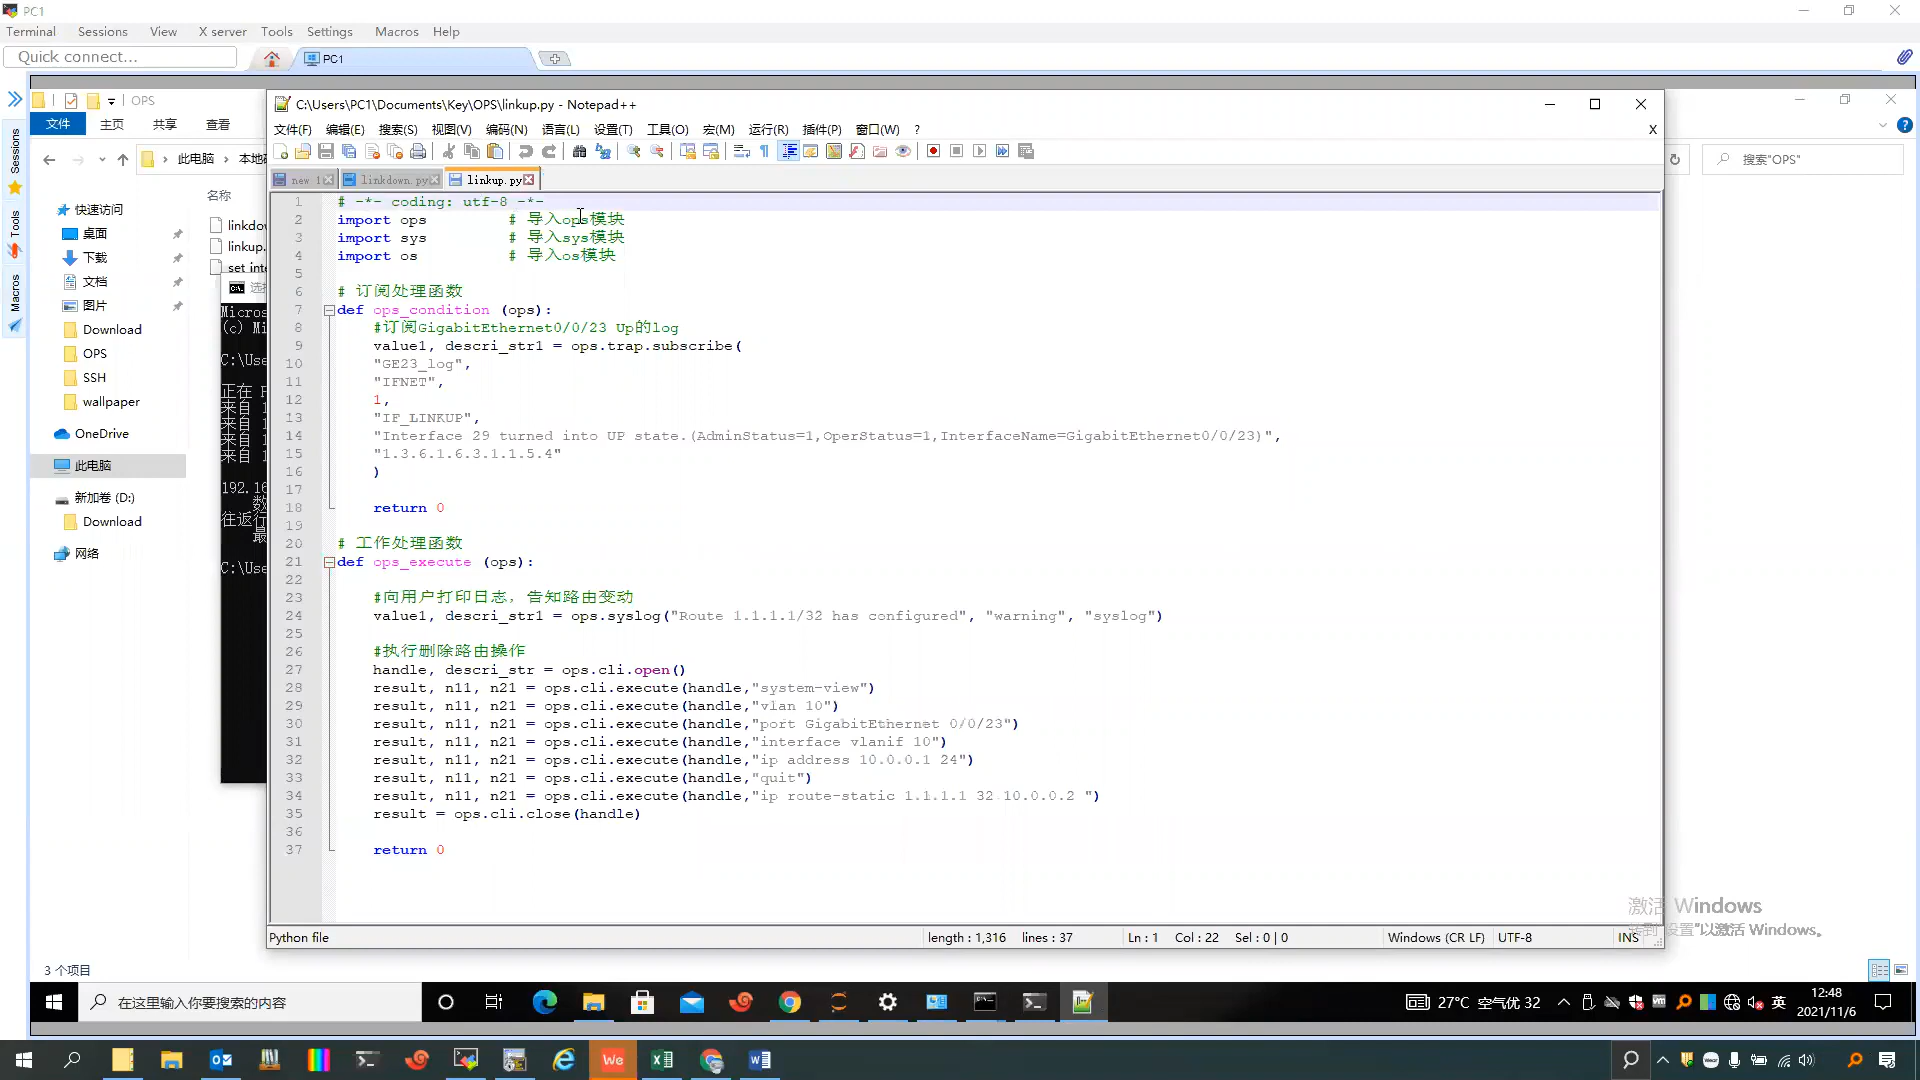 PC1
Terminal Sessions View X server Tools Settings Macros Help
Quick connect...
PC1
OPS
文件 主页 共享 查看
此电脑
搜索"OPS"
名称
linkup.
set inte
快速访问
桌面
下载
文档
图片
Download
OPS
SSH
wallpaper
OneDrive
此电脑
新加卷 (D:)
Download
网络
3 个项目
Sessions
Tools
Macros
C:\Users\PC1\Documents\Key\OPS\linkup.py - Notepad++
文件(F) 编辑(E) 搜索(S) 视图(V) 编码(N) 语言(L) 设置(T) 工具(O) 宏(M) 运行(R) 插件(P) 窗口(W) ?
X
new 1 linkdown.py linkup.py
1 # -*- coding: utf-8 -*-
2 import ops # 导入ops模块
3 import sys # 导入sys模块
4 import os # 导入os模块
5
6 # 订阅处理函数
7 def ops_condition (ops):
8 #订阅GigabitEthernet0/0/23 Up的log
9 value1, descri_str1 = ops.trap.subscribe(
10 "GE23_log",
11 "IFNET",
12 1,
13 "IF_LINKUP",
14 "Interface 29 turned into UP state.(AdminStatus=1,OperStatus=1,InterfaceName=GigabitEthernet0/0/23)",
15 "1.3.6.1.6.3.1.1.5.4"
16 )
17
18 return 0
19
20 # 工作处理函数
21 def ops_execute (ops):
22
23 #向用户打印日志，告知路由变动
24 value1, descri_str1 = ops.syslog("Route 1.1.1.1/32 has configured", "warning", "syslog")
25
26 #执行删除路由操作
27 handle, descri_str = ops.cli.open()
28 result, n11, n21 = ops.cli.execute(handle,"system-view")
29 result, n11, n21 = ops.cli.execute(handle,"vlan 10")
30 result, n11, n21 = ops.cli.execute(handle,"port GigabitEthernet 0/0/23")
31 result, n11, n21 = ops.cli.execute(handle,"interface vlanif 10")
32 result, n11, n21 = ops.cli.execute(handle,"ip address 10.0.0.1 24")
33 result, n11, n21 = ops.cli.execute(handle,"quit")
34 result, n11, n21 = ops.cli.execute(handle,"ip route-static 1.1.1.1 32 10.0.0.2 ")
35 result = ops.cli.close(handle)
36
37 return 0
Python file length : 1,316 lines : 37 Ln : 1 Col : 22 Sel : 0 | 0 Windows (CR LF) UTF-8 INS
激活 Windows
转到"设置"以激活 Windows。
在这里输入你要搜索的内容
27°C 空气优 32 英
12:48
2021/11/6
We